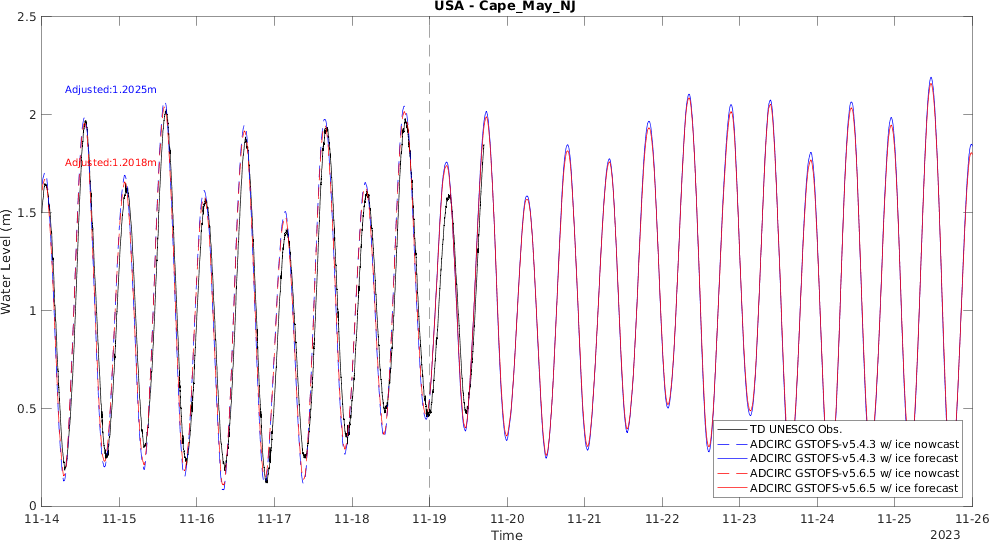 USA - Cape_May_NJ
2.5
2
1.5
1
0.5
0
Water Level (m)
Adjusted:1.2025m
Adjusted:1.2018m
TD UNESCO Obs.
ADCIRC GSTOFS-v5.4.3 w/ ice nowcast
ADCIRC GSTOFS-v5.4.3 w/ ice forecast
ADCIRC GSTOFS-v5.6.5 w/ ice nowcast
ADCIRC GSTOFS-v5.6.5 w/ ice forecast
11-14 11-15 11-16 11-17 11-18 11-19 11-20 11-21 11-22 11-23 11-24 11-25 11-26
Time
2023